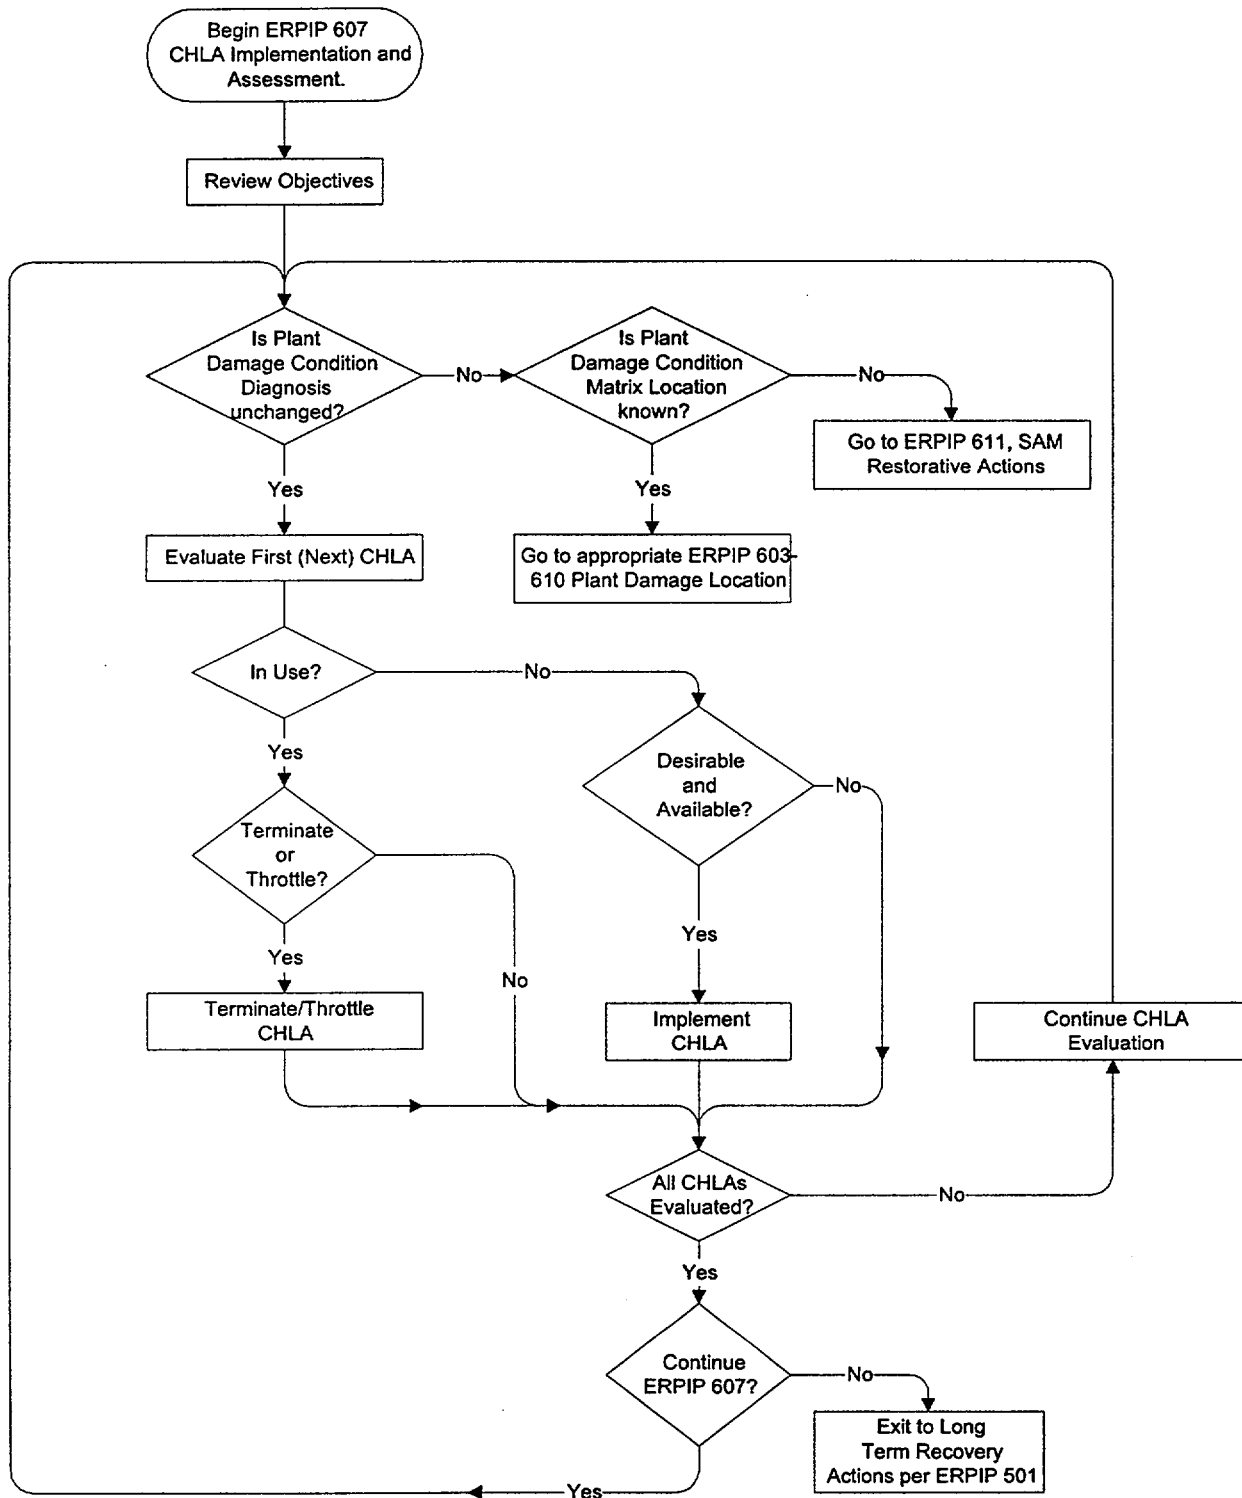 Begin ERPIP 607
CHLA Implementation and
Assessment.
Review Objectives
Is Plant
Damage Condition
Diagnosis
unchanged?
No
Is Plant
Damage Condition
Matrix Location
known?
No
Go to ERPIP 611, SAM
Restorative Actions
Yes
Yes
Evaluate First (Next) CHLA
Go to appropriate ERPIP 603-
610 Plant Damage Location
In Use?
No
Yes
Desirable
and
Available?
No
Terminate
or
Throttle?
Yes
Yes
No
Terminate/Throttle
CHLA
Implement
CHLA
Continue CHLA
Evaluation
All CHLAs
Evaluated?
No
Yes
Continue
ERPIP 607?
No
Exit to Long
Term Recovery
Actions per ERPIP 501
Yes